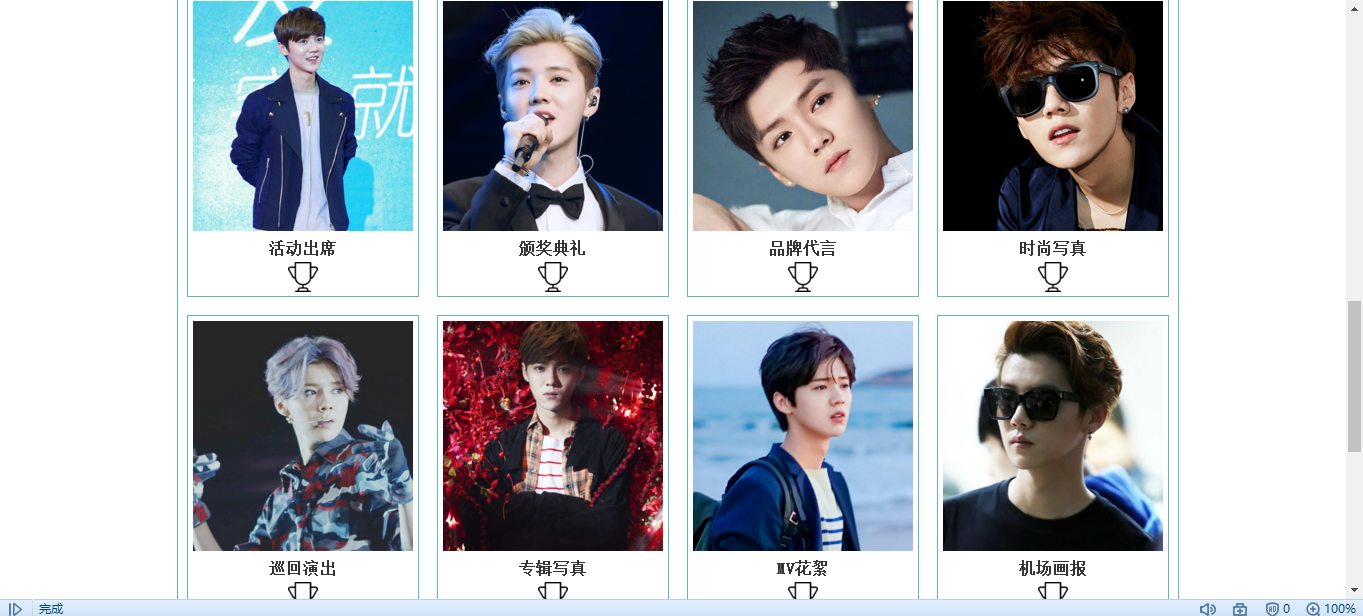 就
活动出席
颁奖典礼
品牌代言
时尚写真
巡回演出
专辑写真
MV花絮
机场画报
完成
0
100%